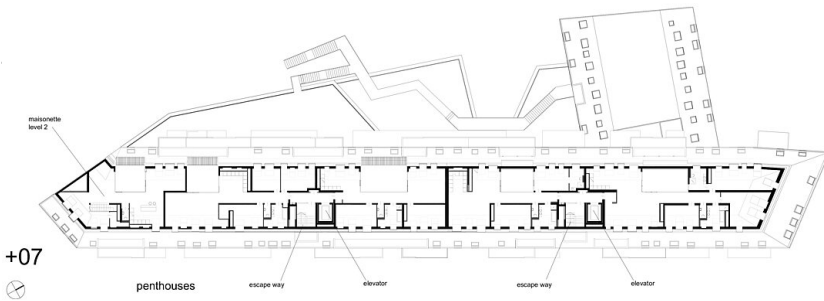 maisonette
level 2
+07
penthouses
escape way
elevator
escape way
elevator